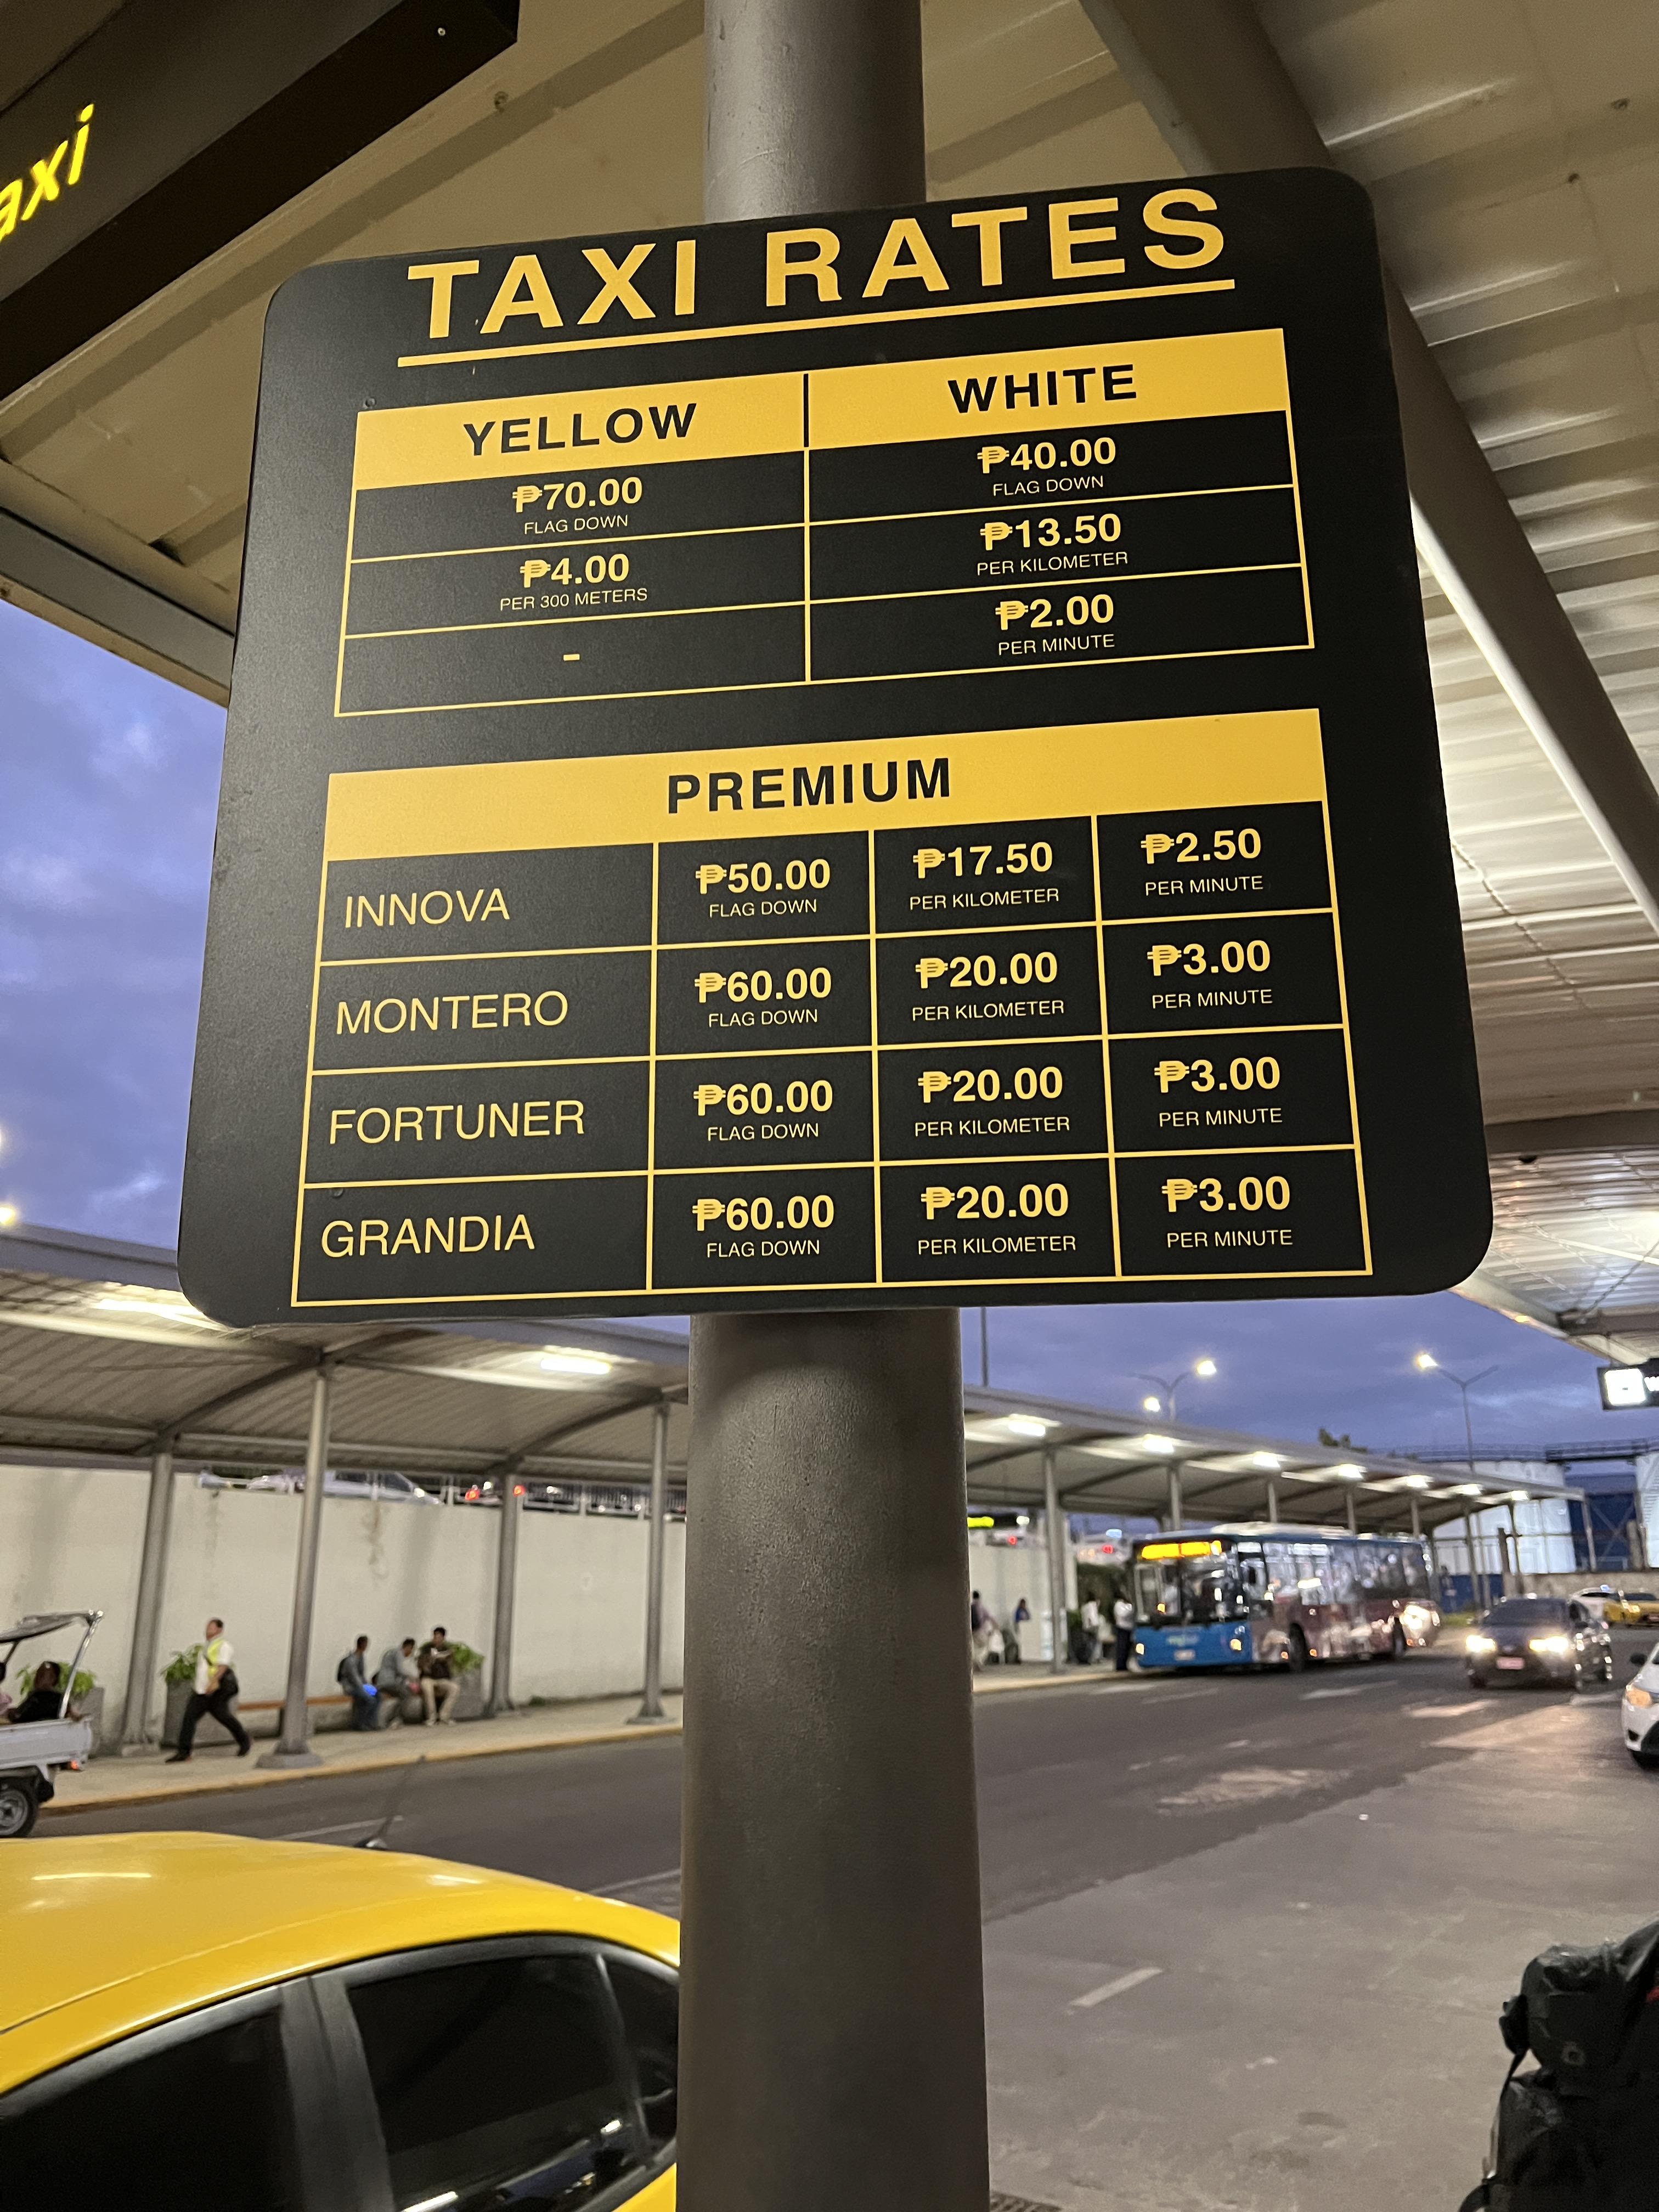 axi
TAXI RATES
YELLOW WHITE
₱70.00 ₱40.00
FLAG DOWN FLAG DOWN
₱4.00 ₱13.50
PER 300 METERS PER KILOMETER
- ₱2.00
PER MINUTE
PREMIUM
INNOVA ₱50.00 ₱17.50 ₱2.50
FLAG DOWN PER KILOMETER PER MINUTE
MONTERO ₱60.00 ₱20.00 ₱3.00
FLAG DOWN PER KILOMETER PER MINUTE
FORTUNER ₱60.00 ₱20.00 ₱3.00
FLAG DOWN PER KILOMETER PER MINUTE
GRANDIA ₱60.00 ₱20.00 ₱3.00
FLAG DOWN PER KILOMETER PER MINUTE